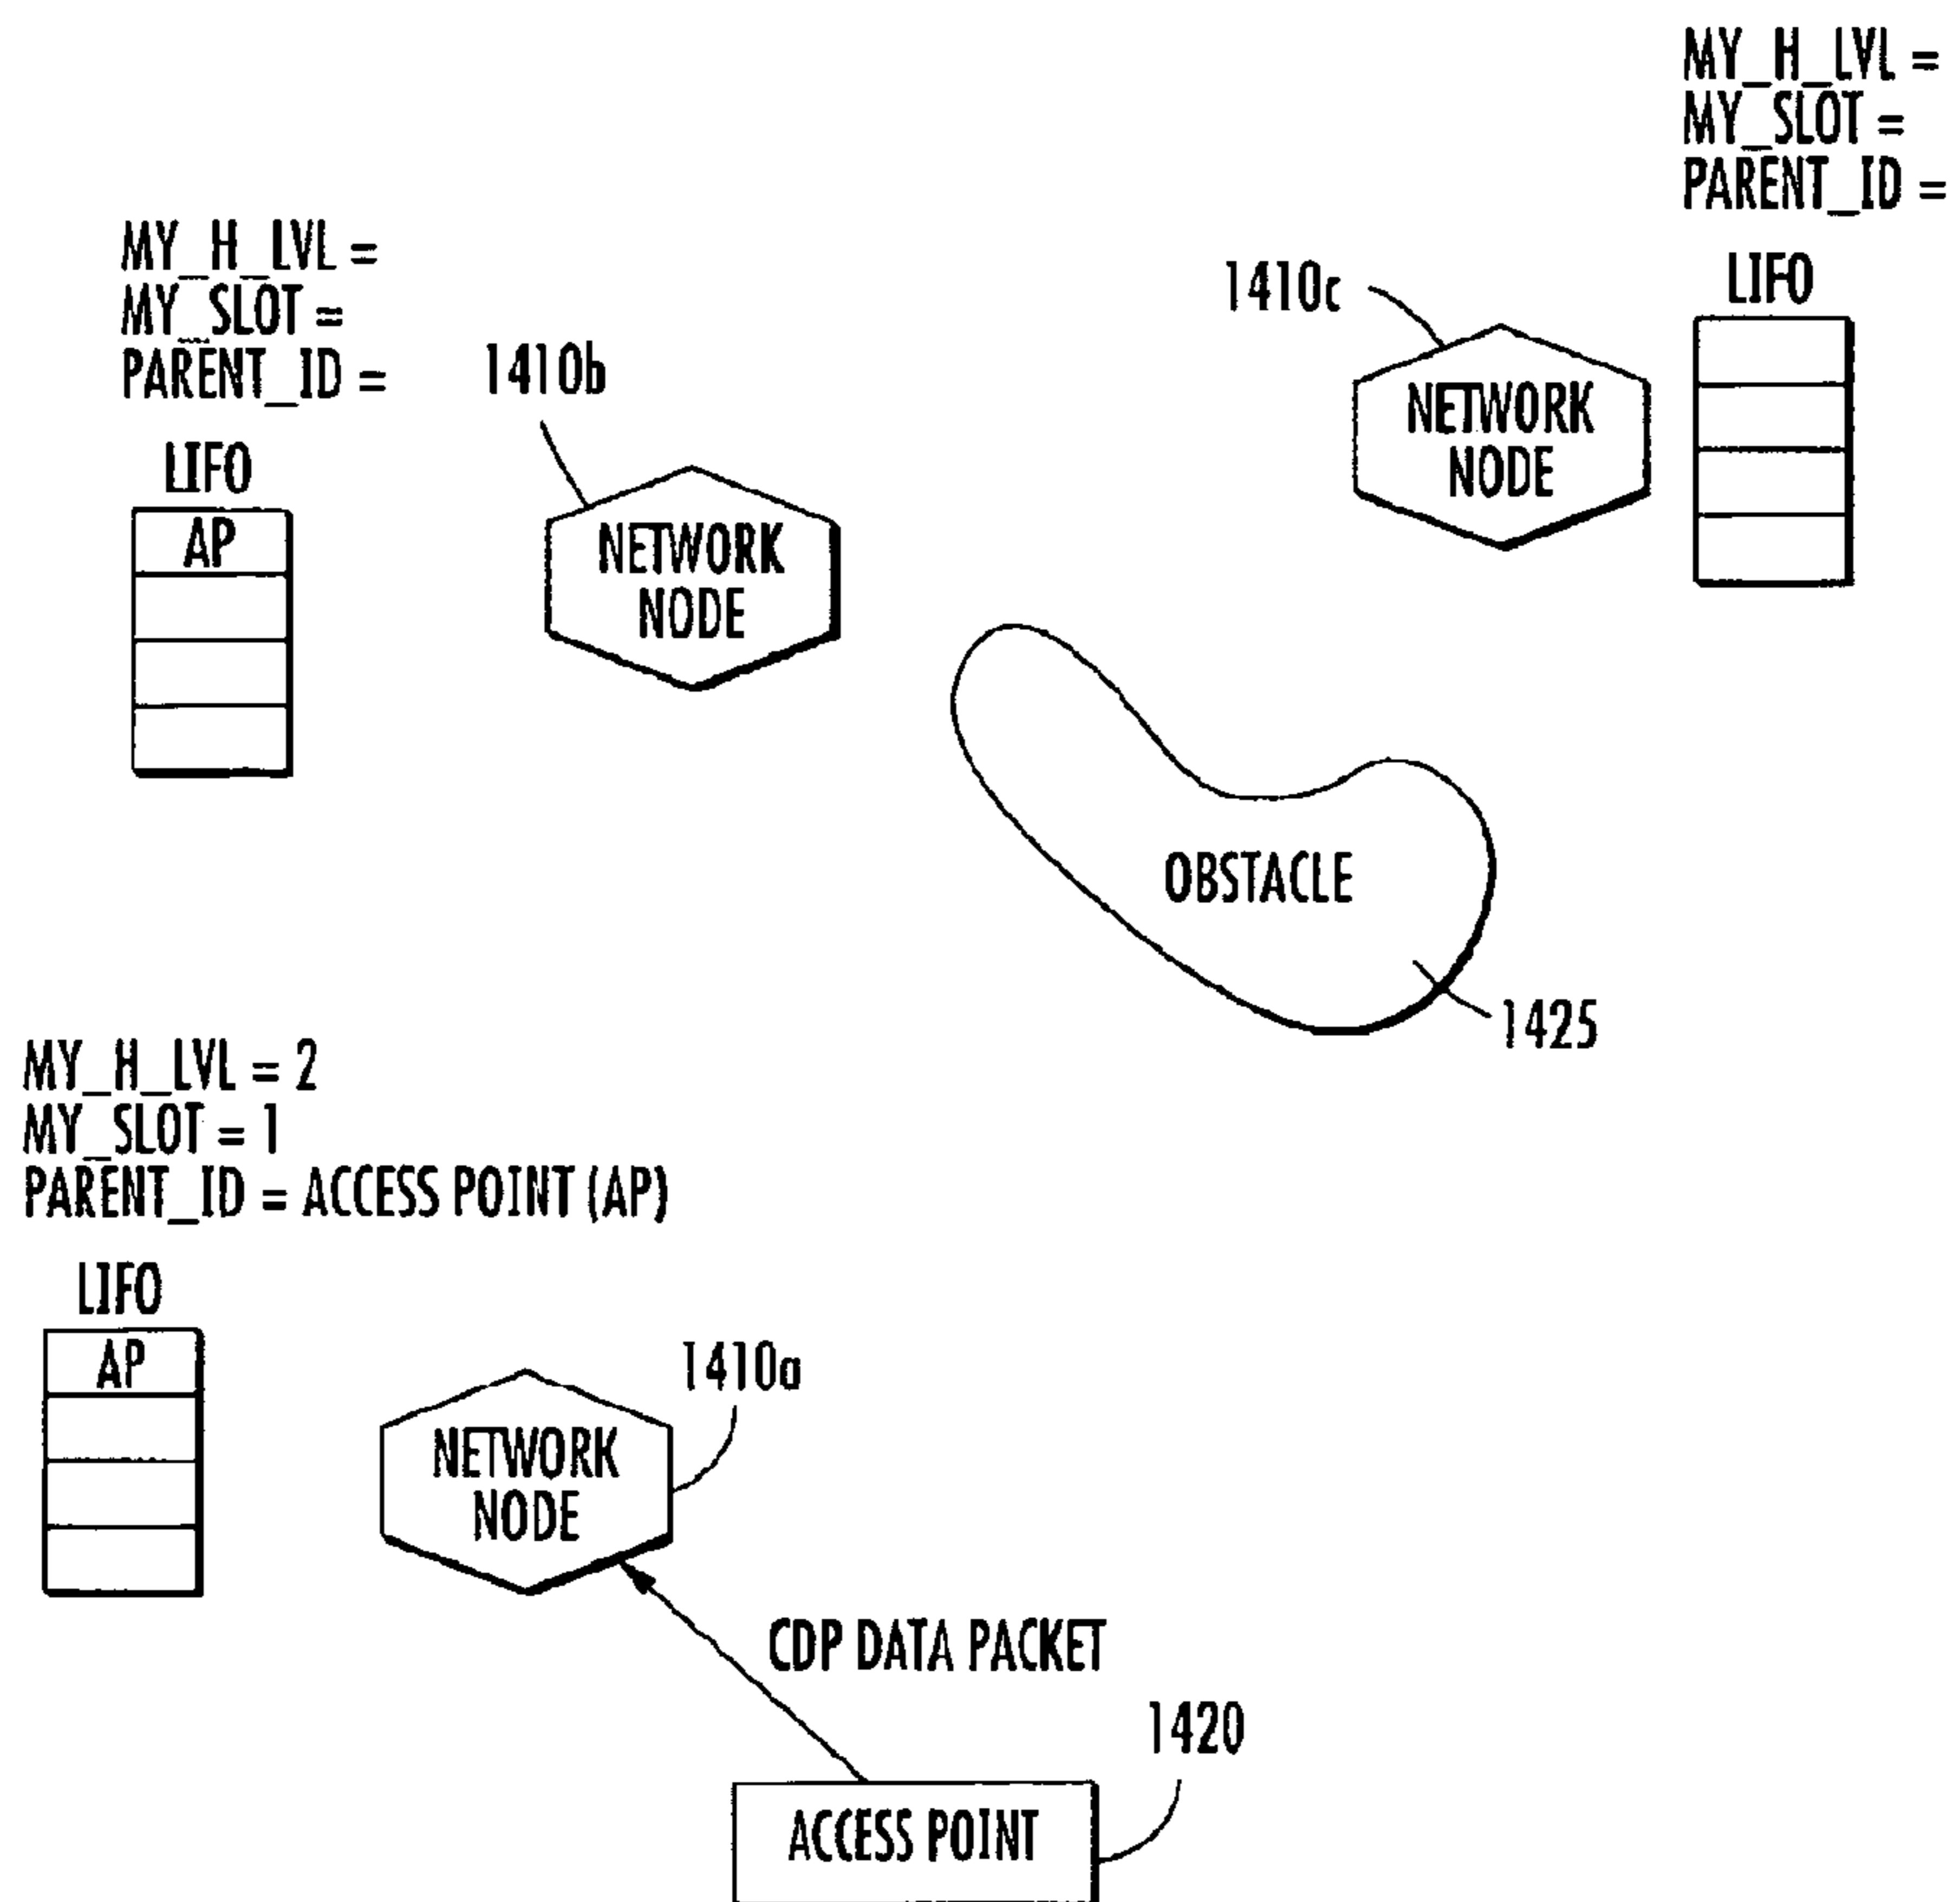 MY_H_LVL =
MY_SLOT =
PARENT_ID =
LIFO
1410c
NETWORK
NODE
MY_H_LVL =
MY_SLOT =
PARENT_ID =
1410b
LIFO
AP
NETWORK
NODE
OBSTACLE
1425
MY_H_LVL = 2
MY_SLOT = 1
PARENT_ID = ACCESS POINT (AP)
LIFO
AP
1410a
NETWORK
NODE
CDP DATA PACKET
1420
ACCESS POINT